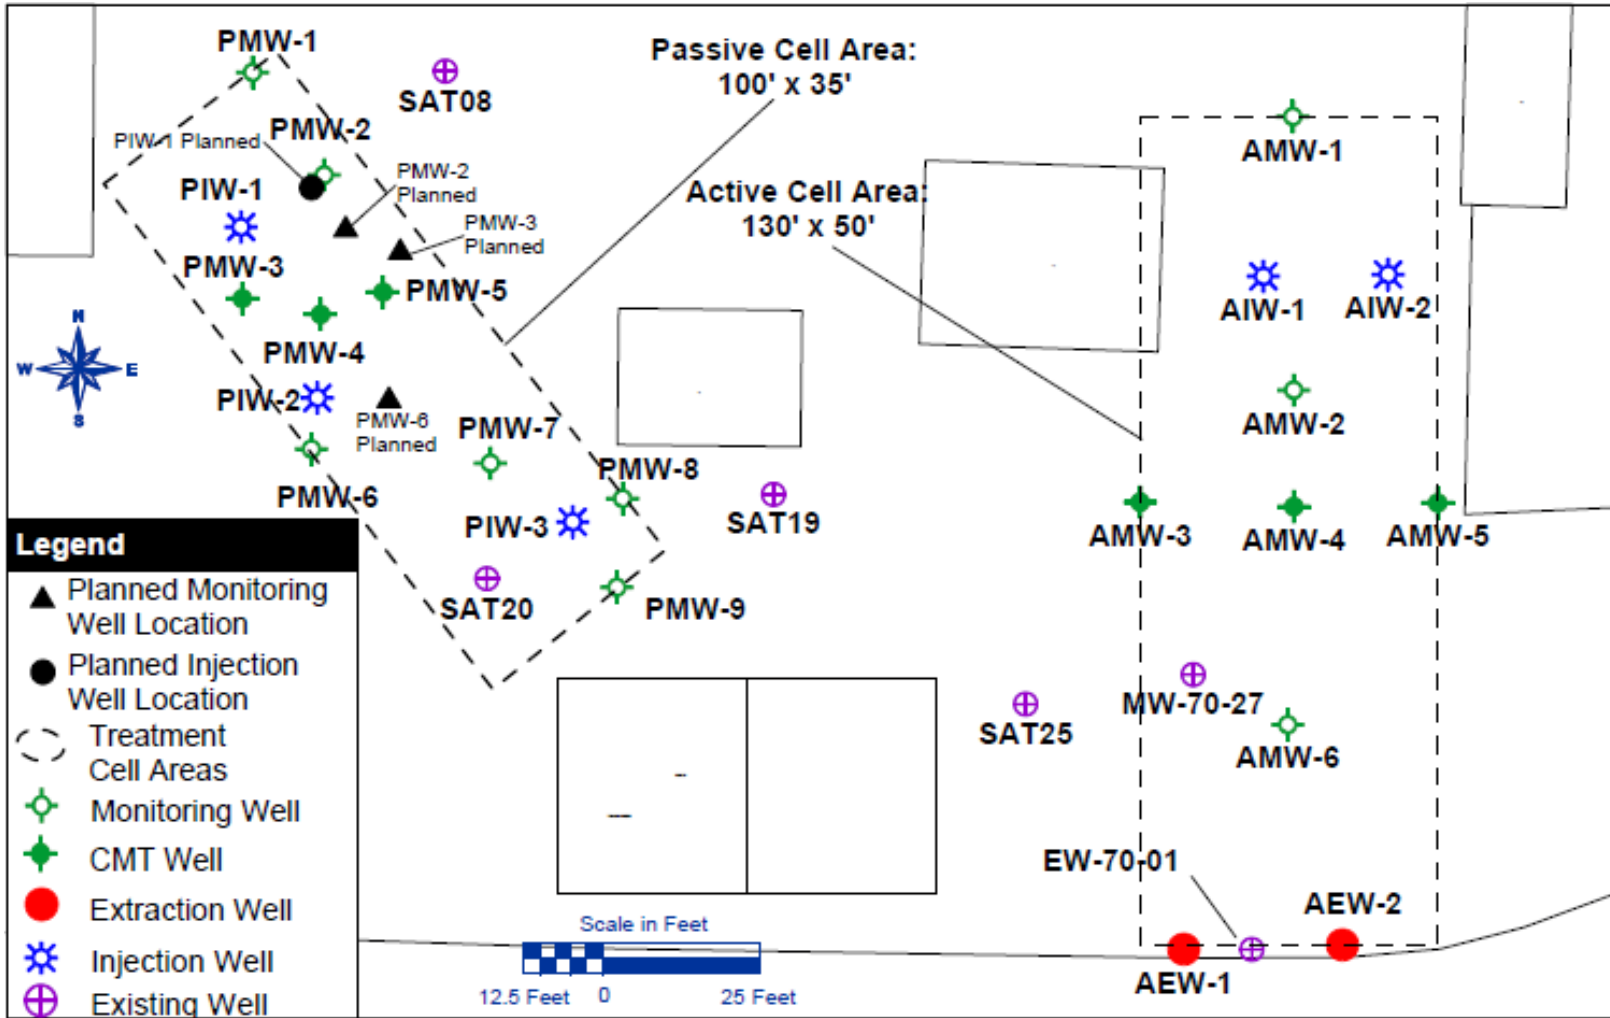 PMW-1
SAT08
Passive Cell Area:
100' x 35'
PMW-2
PIW-1 Planned
PMW-2
Planned
PIW-1
PMW-3
Planned
PMW-3
PMW-5
PMW-4
PIW-2
PMW-6
Planned
PMW-7
PMW-6
PMW-8
PIW-3
SAT19
SAT20
PMW-9
Active Cell Area:
130' x 50'
AMW-1
AIW-1
AIW-2
AMW-2
AMW-3
AMW-4
AMW-5
MW-70-27
SAT25
AMW-6
EW-70-01
AEW-2
AEW-1
N
W
E
S
Legend
Planned Monitoring
Well Location
Planned Injection
Well Location
Treatment
Cell Areas
Monitoring Well
CMT Well
Extraction Well
Injection Well
Existing Well
Scale in Feet
12.5 Feet 0 25 Feet